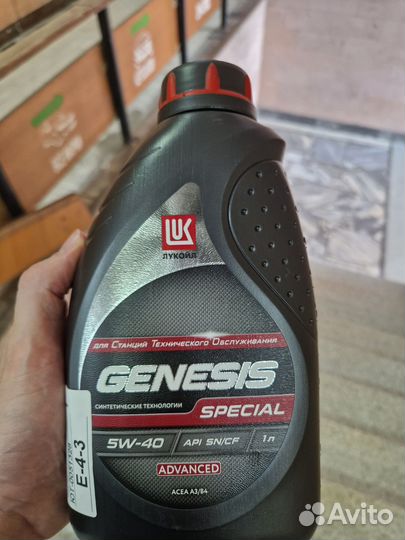 ЛУКОЙЛ
для Станций Технического Обслуживания
GENESIS
СИНТЕТИЧЕСКИЕ ТЕХНОЛОГИИ
SPECIAL
5W-40 API SN/CF 1л
ADVANCED
ACEA A3/B4
E-4-3
Avito